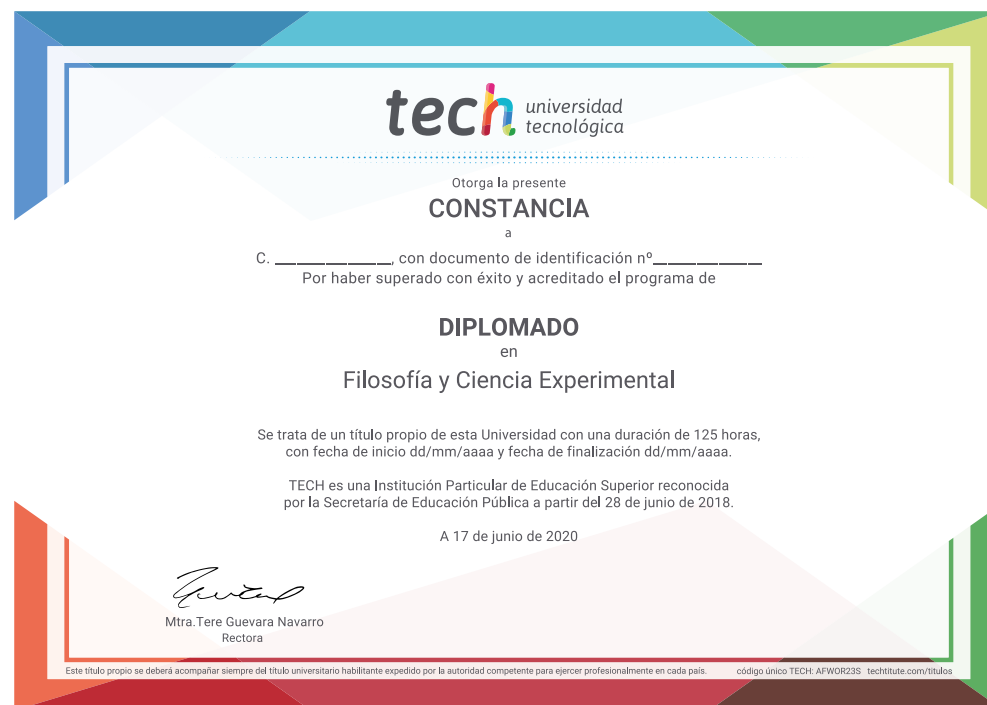 tech universidad
tecnológica
Otorga la presente
CONSTANCIA
a
C. ______________, con documento de identificación nº_____________
Por haber superado con éxito y acreditado el programa de
DIPLOMADO
en
Filosofía y Ciencia Experimental
Se trata de un título propio de esta Universidad con una duración de 125 horas,
con fecha de inicio dd/mm/aaaa y fecha de finalización dd/mm/aaaa.
TECH es una Institución Particular de Educación Superior reconocida
por la Secretaría de Educación Pública a partir del 28 de junio de 2018.
A 17 de junio de 2020
Mtra.Tere Guevara Navarro
Rectora
Este título propio se deberá acompañar siempre del título universitario habilitante expedido por la autoridad competente para ejercer profesionalmente en cada país. código único TECH: AFWOR23S techtitute.com/titulos